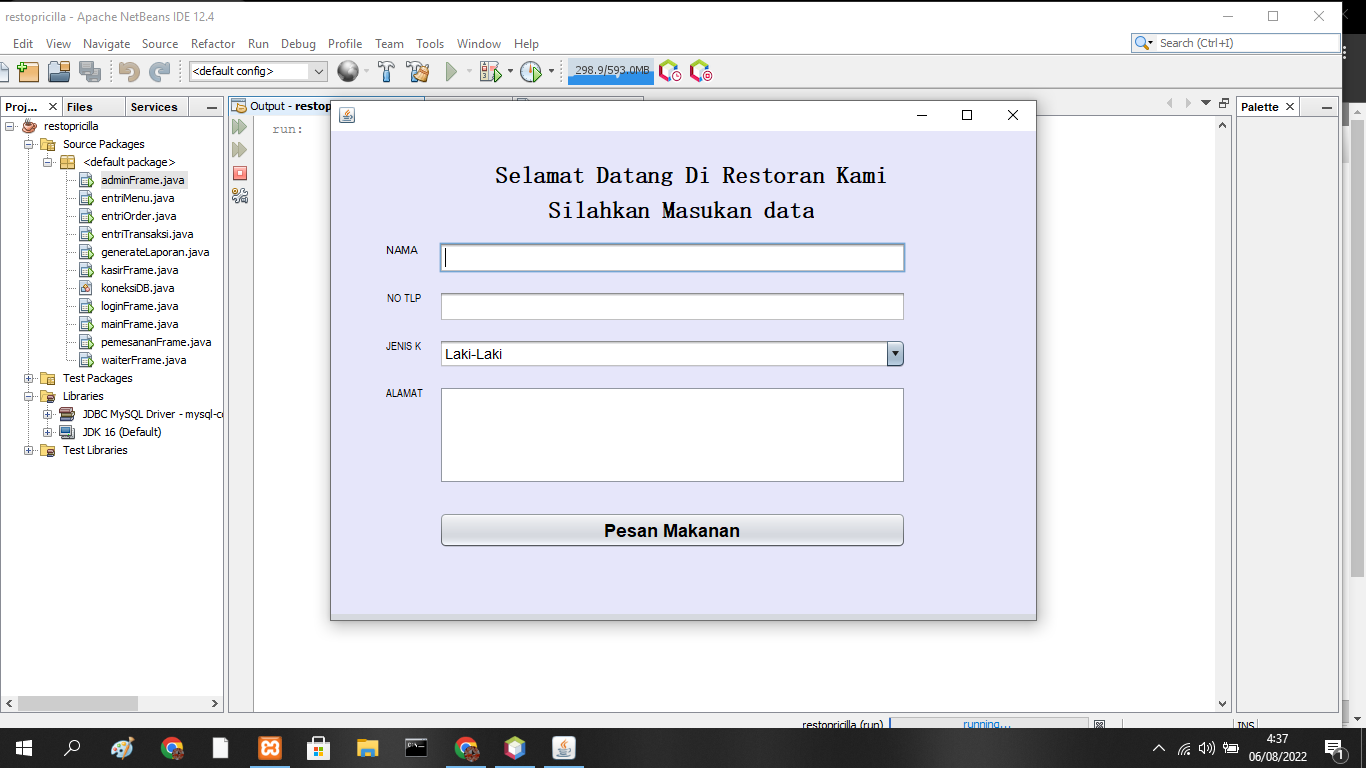 restopricilla - Apache NetBeans IDE 12.4
Edit View Navigate Source Refactor Run Debug Profile Team Tools Window Help
Search (Ctrl+I)
<default config>
298.9/593.0MB
Proj... Files Services
Output - restop
Palette
restopricilla
Source Packages
<default package>
adminFrame.java
entriMenu.java
entriOrder.java
entriTransaksi.java
generateLaporan.java
kasirFrame.java
koneksiDB.java
loginFrame.java
mainFrame.java
pemesananFrame.java
waiterFrame.java
Test Packages
Libraries
JDBC MySQL Driver - mysql-co
JDK 16 (Default)
Test Libraries
run:
Selamat Datang Di Restoran Kami
Silahkan Masukan data
NAMA
NO TLP
JENIS K
Laki-Laki
ALAMAT
Pesan Makanan
restopricilla (run)
running...
INS
4:37
06/08/2022
1